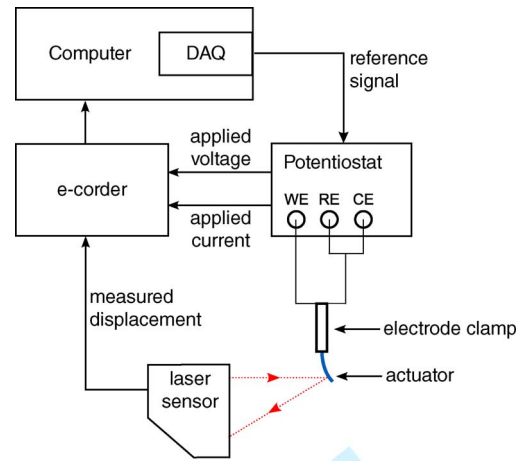 Computer
DAQ
reference
signal
applied
voltage
Potentiostat
e-corder
WE RE CE
applied
current
measured
displacement
electrode clamp
laser
sensor
actuator